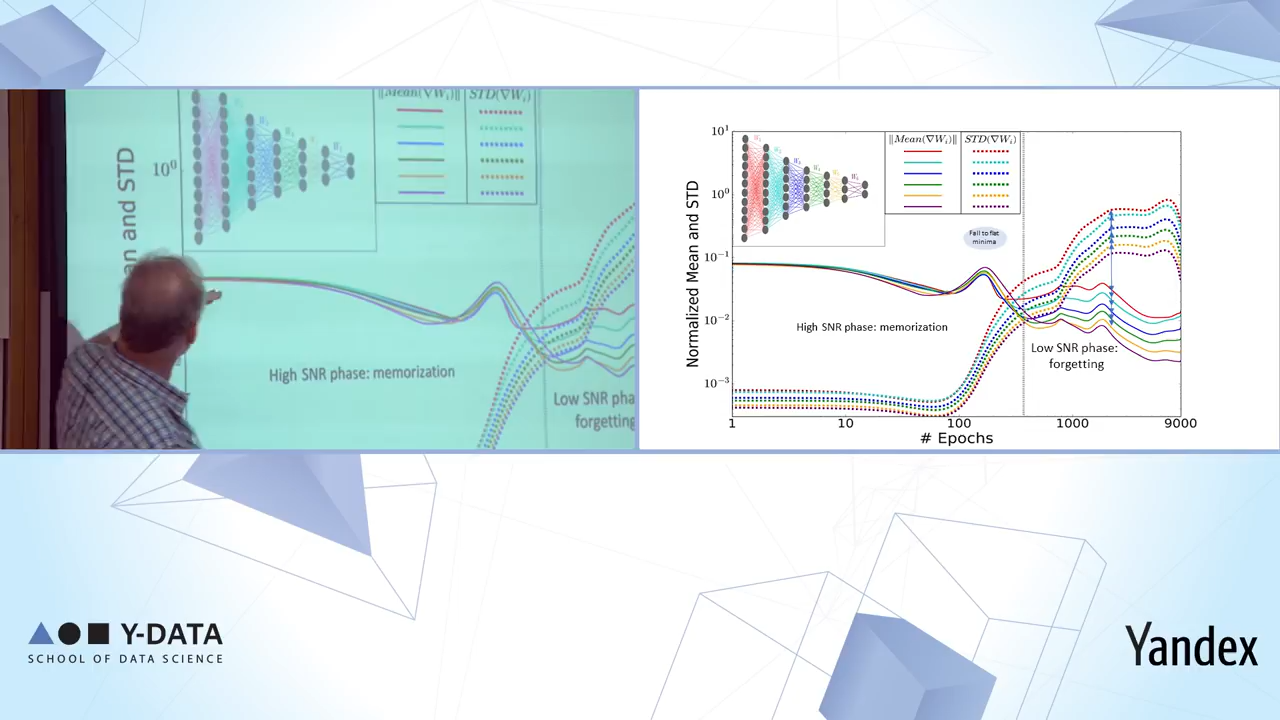 ‖Mean(∇Wᵢ)‖ STD(∇Wᵢ)
an and STD
10⁰
High SNR phase: memorization
Low SNR pha
forgetting
‖Mean(∇Wᵢ)‖ STD(∇Wᵢ)
Normalized Mean and STD
10¹
10⁰
10⁻¹
10⁻²
10⁻³
Fall to flat
minima
High SNR phase: memorization
Low SNR phase:
forgetting
1 10 100 1000 9000
# Epochs
Y-DATA
SCHOOL OF DATA SCIENCE
Yandex